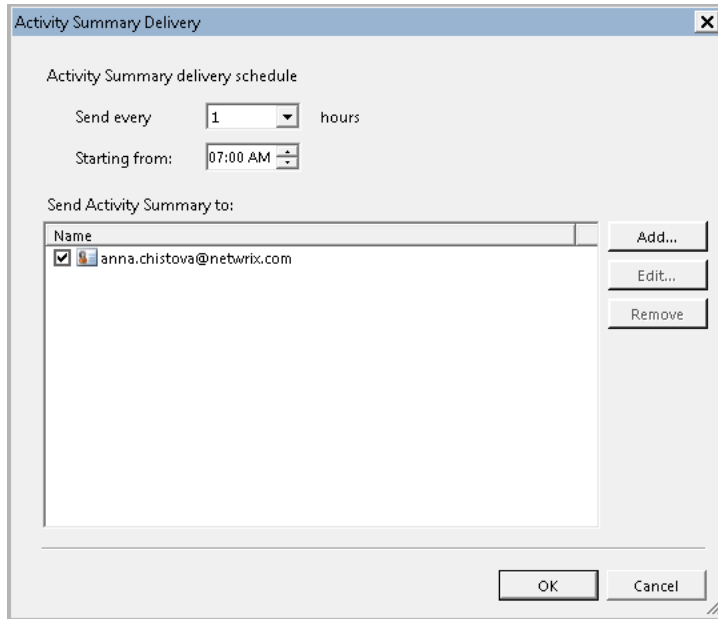 Activity Summary Delivery
Activity Summary delivery schedule
Send every 1 hours
Starting from: 07:00 AM
Send Activity Summary to:
Name
Add...
anna.chistova@netwrix.com
Edit...
Remove
OK Cancel